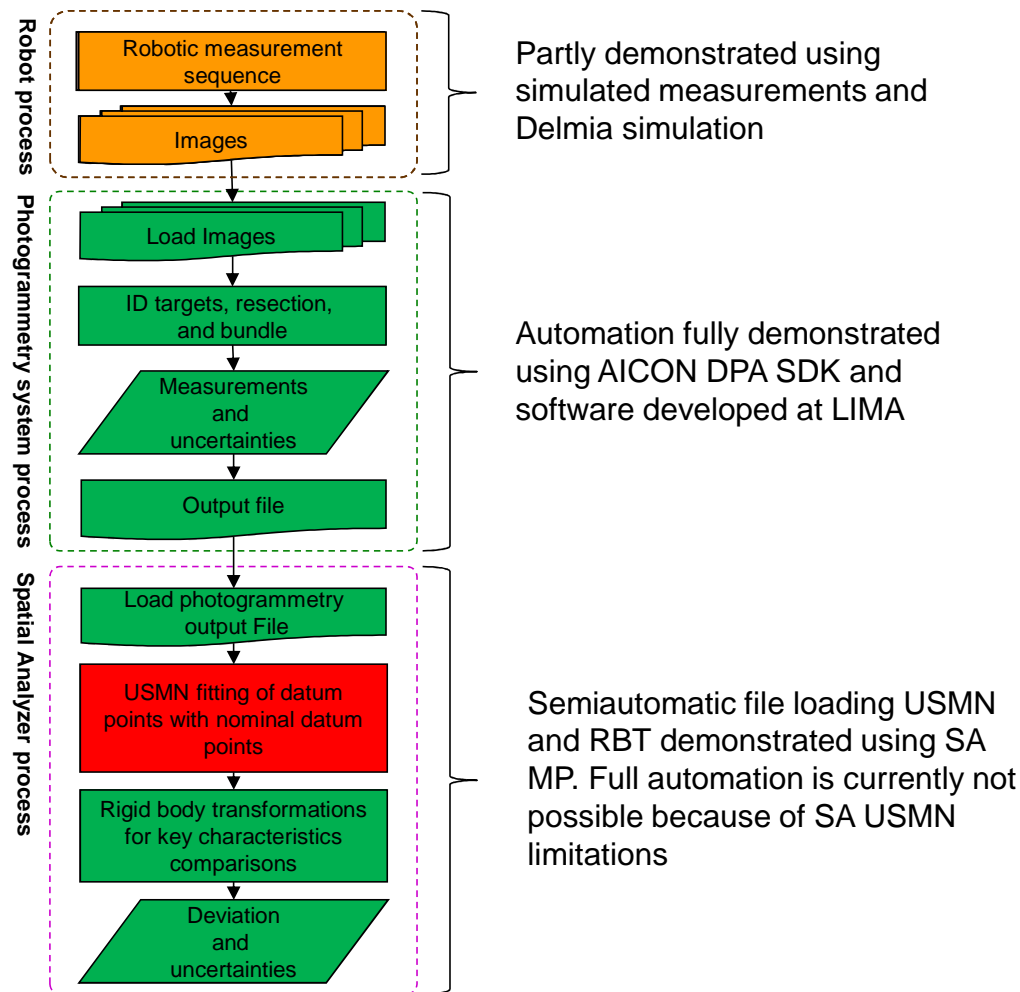 Robot process
Robotic measurement
sequence
Images
Partly demonstrated using
simulated measurements and
Delmia simulation
Photogrammetry system process
Load Images
ID targets, resection,
and bundle
Measurements
and
uncertainties
Output file
Automation fully demonstrated
using AICON DPA SDK and
software developed at LIMA
Spatial Analyzer process
Load photogrammetry
output File
USMN fitting of datum
points with nominal datum
points
Rigid body transformations
for key characteristics
comparisons
Deviation
and
uncertainties
Semiautomatic file loading USMN
and RBT demonstrated using SA
MP. Full automation is currently not
possible because of SA USMN
limitations